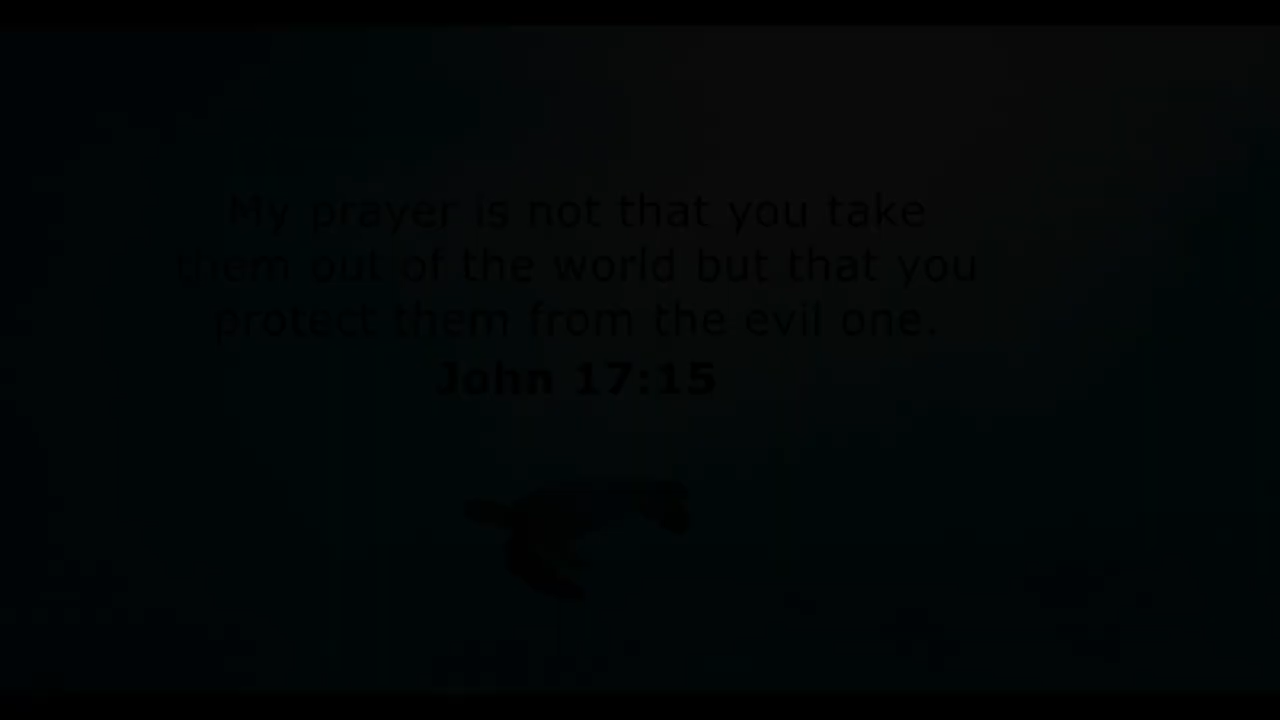 My prayer is not that you take
them out of the world but that you
protect them from the evil one.
John 17:15